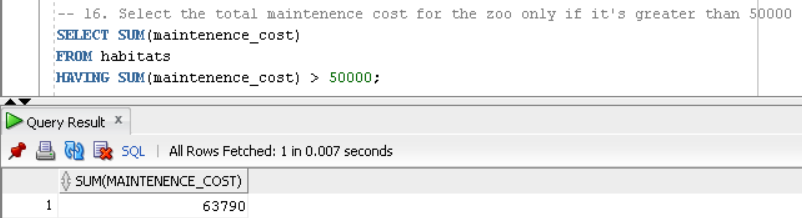 -- 16. Select the total maintenence cost for the zoo only if it's greater than 50000
SELECT SUM(maintenence_cost)
FROM habitats
HAVING SUM(maintenence_cost) > 50000;
Query Result x
SQL | All Rows Fetched: 1 in 0.007 seconds
SUM(MAINTENENCE_COST)
1 63790